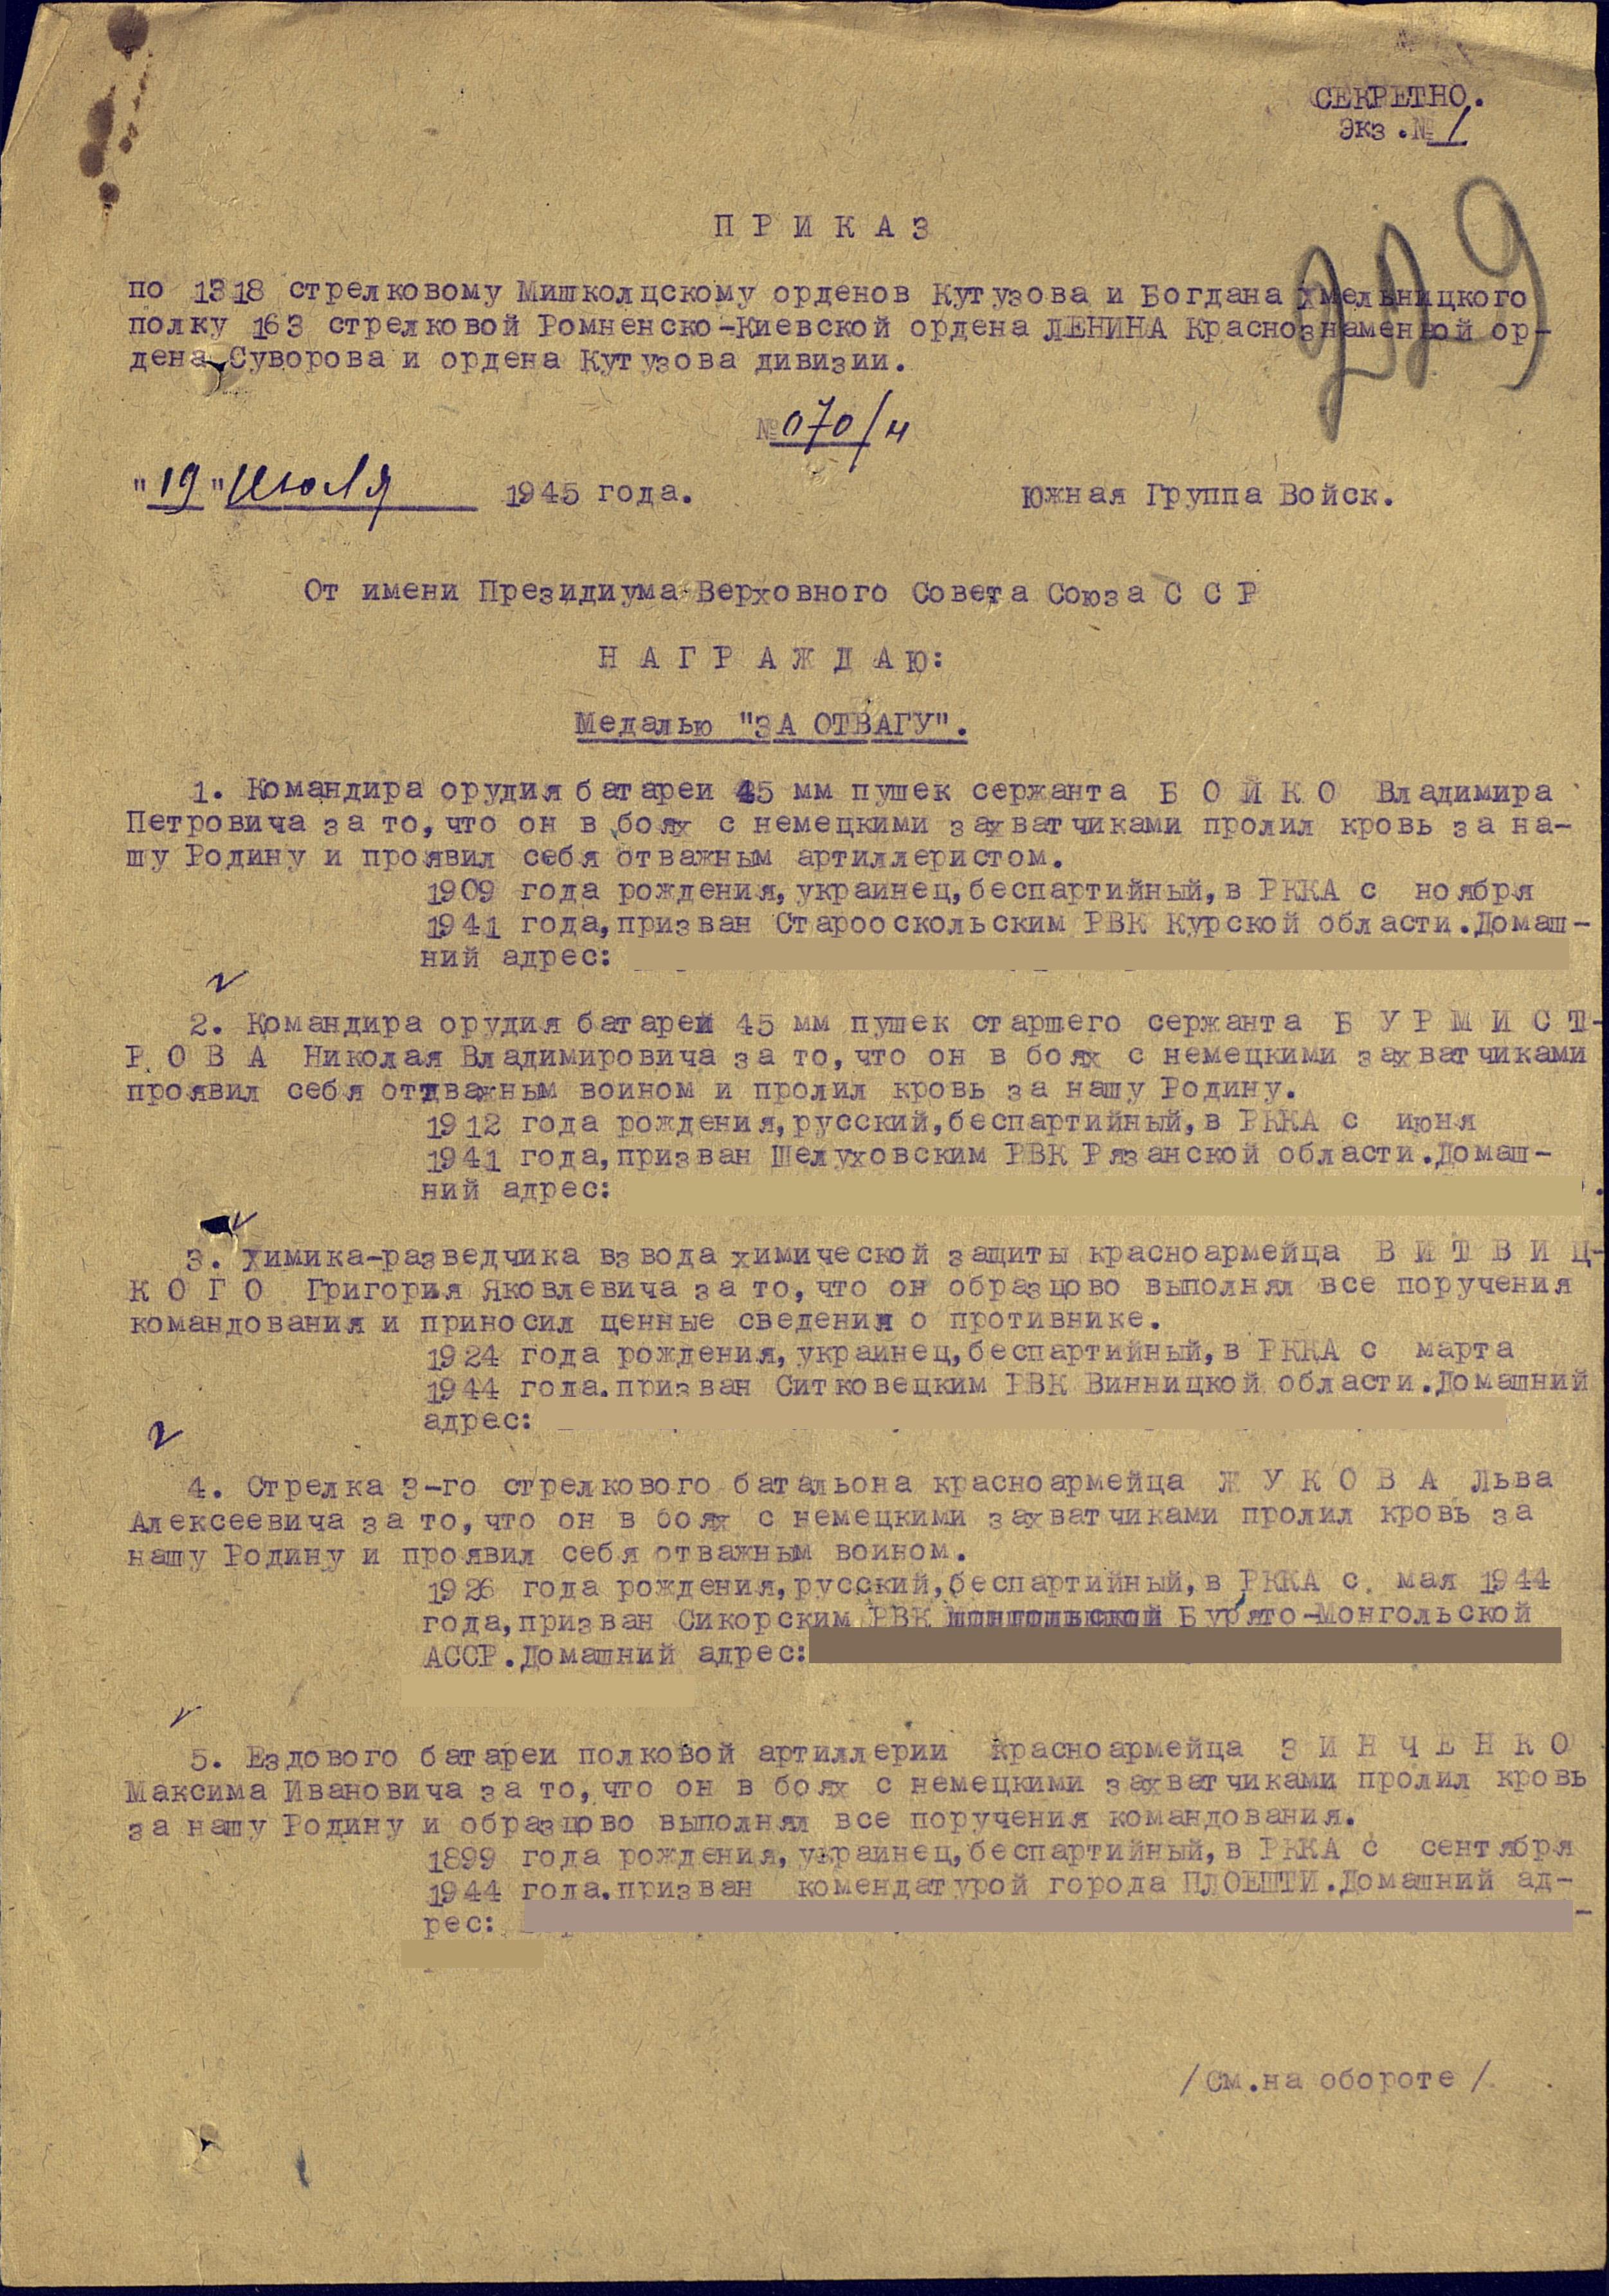 СЕКРЕТНО.
Экз.№ 1
229
П Р И К А З
по 1318 стрелковому Мишколцскому орденов Кутузова и Богдана Хмельницкого
полку 163 стрелковой Ромненско-Киевской ордена ЛЕНИНА Краснознаменной ор-
дена Суворова и ордена Кутузова дивизии.
№ 070/н
"19" Июля 1945 года. Южная Группа Войск.
От имени Президиума Верховного Совета Союза С С Р
Н А Г Р А Ж Д А Ю:
Медалью "ЗА ОТВАГУ".
1. Командира орудия батареи 45 мм пушек сержанта Б О Й К О Владимира
Петровича за то, что он в боях с немецкими захватчиками пролил кровь за на-
шу Родину и проявил себя отважным артиллеристом.
1909 года рождения, украинец, беспартийный, в РККА с ноября
1941 года, призван Старооскольским РВК Курской области. Домаш-
ний адрес:
2. Командира орудия батарей 45 мм пушек старшего сержанта Б У Р М И С Т-
Р О В А Николая Владимировича за то, что он в боях с немецкими захватчиками
проявил себя оттважным воином и пролил кровь за нашу Родину.
1912 года рождения, русский, беспартийный, в РККА с июня
1941 года, призван Шелуховским РВК Рязанской области. Домаш-
ний адрес:
3. Химика-разведчика взвода химической защиты красноармейца В И Т В И Ц-
К О Г О Григория Яковлевича за то, что он образцово выполнял все поручения
командования и приносил ценные сведения о противнике.
1924 года рождения, украинец, беспартийный, в РККА с марта
1944 года. призван Ситковецким РВК Винницкой области. Домашний
адрес:
4. Стрелка 3-го стрелкового батальона красноармейца Ж У К О В А Льва
Алексеевича за то, что он в боях с немецкими захватчиками пролил кровь за
нашу Родину и проявил себя отважным воином.
1926 года рождения, русский, беспартийный, в РККА с мая 1944
года, призван Сикорским РВК Бурято-Монгольской
АССР. Домашний адрес:
5. Ездового батареи полковой артиллерии красноармейца З И Н Ч Е Н К О
Максима Ивановича за то, что он в боях с немецкими захватчиками пролил кровь
за нашу Родину и образцово выполнял все поручения командования.
1899 года рождения, украинец, беспартийный, в РККА с сентября
1944 года. призван комендатурой города ПЛОЕШТИ. Домашний ад-
рес:
/См. на обороте/